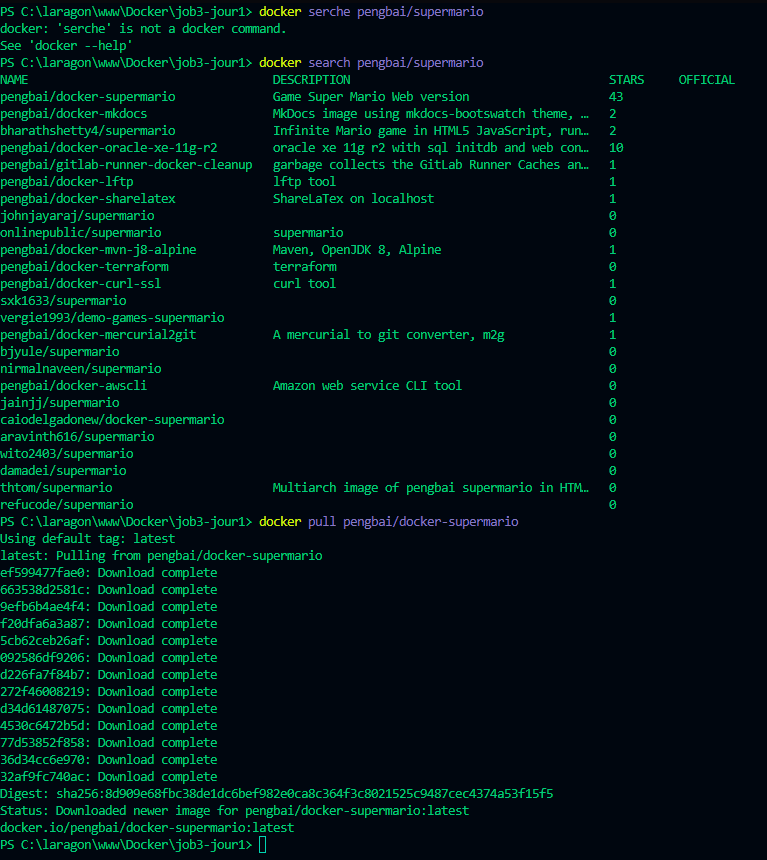 PS C:\laragon\www\Docker\job3-jour1> docker serche pengbai/supermario
docker: 'serche' is not a docker command.
See 'docker --help'
PS C:\laragon\www\Docker\job3-jour1> docker search pengbai/supermario
NAME DESCRIPTION STARS OFFICIAL
pengbai/docker-supermario Game Super Mario Web version 43
pengbai/docker-mkdocs MkDocs image using mkdocs-bootswatch theme, … 2
bharathshetty4/supermario Infinite Mario game in HTML5 JavaScript, run… 2
pengbai/docker-oracle-xe-11g-r2 oracle xe 11g r2 with sql initdb and web con… 10
pengbai/gitlab-runner-docker-cleanup garbage collects the GitLab Runner Caches an… 1
pengbai/docker-lftp lftp tool 1
pengbai/docker-sharelatex ShareLaTex on localhost 1
johnjayaraj/supermario 0
onlinepublic/supermario supermario 0
pengbai/docker-mvn-j8-alpine Maven, OpenJDK 8, Alpine 1
pengbai/docker-terraform terraform 0
pengbai/docker-curl-ssl curl tool 1
sxk1633/supermario 0
vergie1993/demo-games-supermario 1
pengbai/docker-mercurial2git A mercurial to git converter, m2g 1
bjyule/supermario 0
nirmalnaveen/supermario 0
pengbai/docker-awscli Amazon web service CLI tool 0
jainjj/supermario 0
caiodelgadonew/docker-supermario 0
aravinth616/supermario 0
wito2403/supermario 0
damadei/supermario 0
thtom/supermario Multiarch image of pengbai supermario in HTM… 0
refucode/supermario 0
PS C:\laragon\www\Docker\job3-jour1> docker pull pengbai/docker-supermario
Using default tag: latest
latest: Pulling from pengbai/docker-supermario
ef599477fae0: Download complete
663538d2581c: Download complete
9efb6b4ae4f4: Download complete
f20dfa6a3a87: Download complete
5cb62ceb26af: Download complete
092586df9206: Download complete
d226fa7f84b7: Download complete
272f46008219: Download complete
d34d61487075: Download complete
4530c6472b5d: Download complete
77d53852f858: Download complete
36d34cc6e970: Download complete
32af9fc740ac: Download complete
Digest: sha256:8d909e68fbc38de1dc6bef982e0ca8c364f3c8021525c9487cec4374a53f15f5
Status: Downloaded newer image for pengbai/docker-supermario:latest
docker.io/pengbai/docker-supermario:latest
PS C:\laragon\www\Docker\job3-jour1>